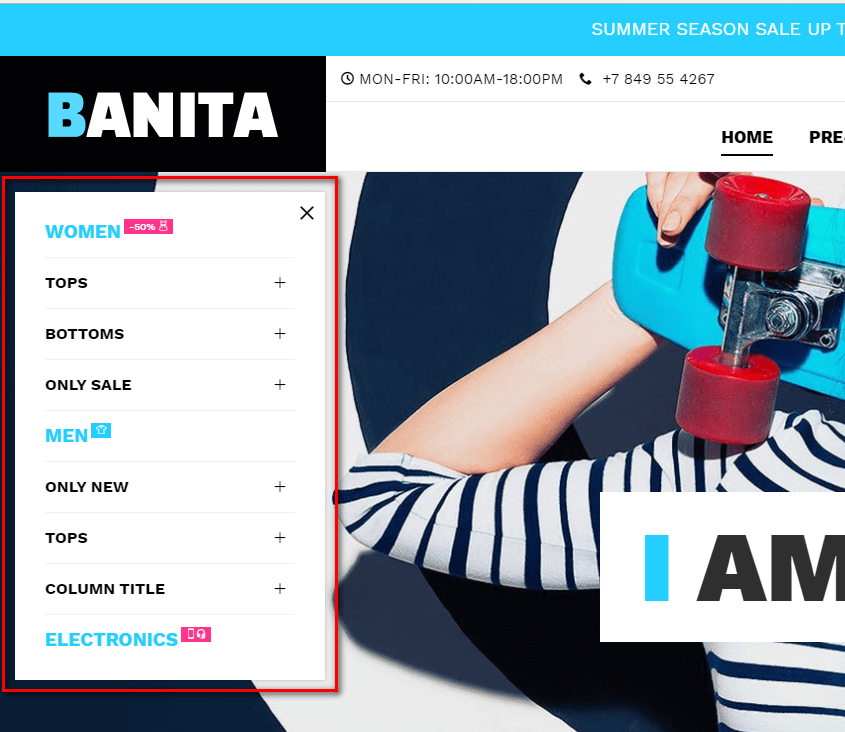 SUMMER SEASON SALE UP T
BANITA
MON-FRI: 10:00AM-18:00PM +7 849 55 4267
HOME PRE-
WOMEN -50%
TOPS
BOTTOMS
ONLY SALE
MEN
ONLY NEW
TOPS
COLUMN TITLE
ELECTRONICS
I AM